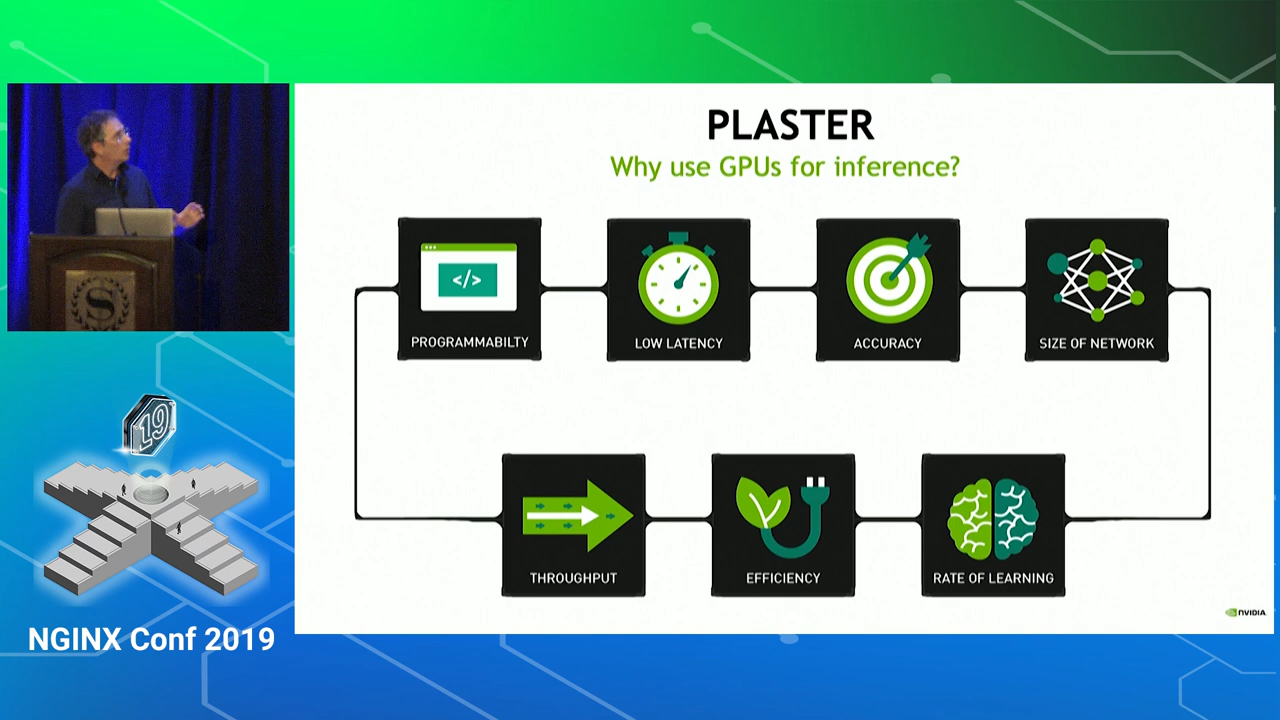 PLASTER
Why use GPUs for inference?
</>
PROGRAMMABILTY
LOW LATENCY
ACCURACY
SIZE OF NETWORK
THROUGHPUT
EFFICIENCY
RATE OF LEARNING
NVIDIA
S
19
NGINX Conf 2019